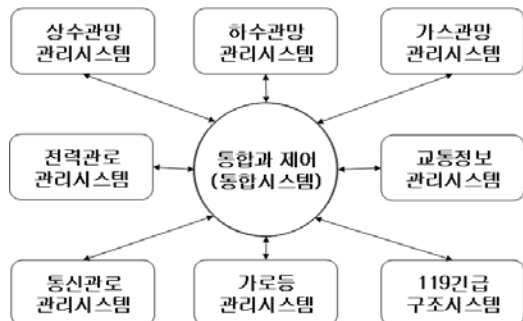 상수관망
관리시스템
하수관망
관리시스템
가스관망
관리시스템
전력관로
관리시스템
통합과 제어
(통합시스템)
교통정보
관리시스템
통신관로
관리시스템
가로등
관리시스템
119긴급
구조시스템